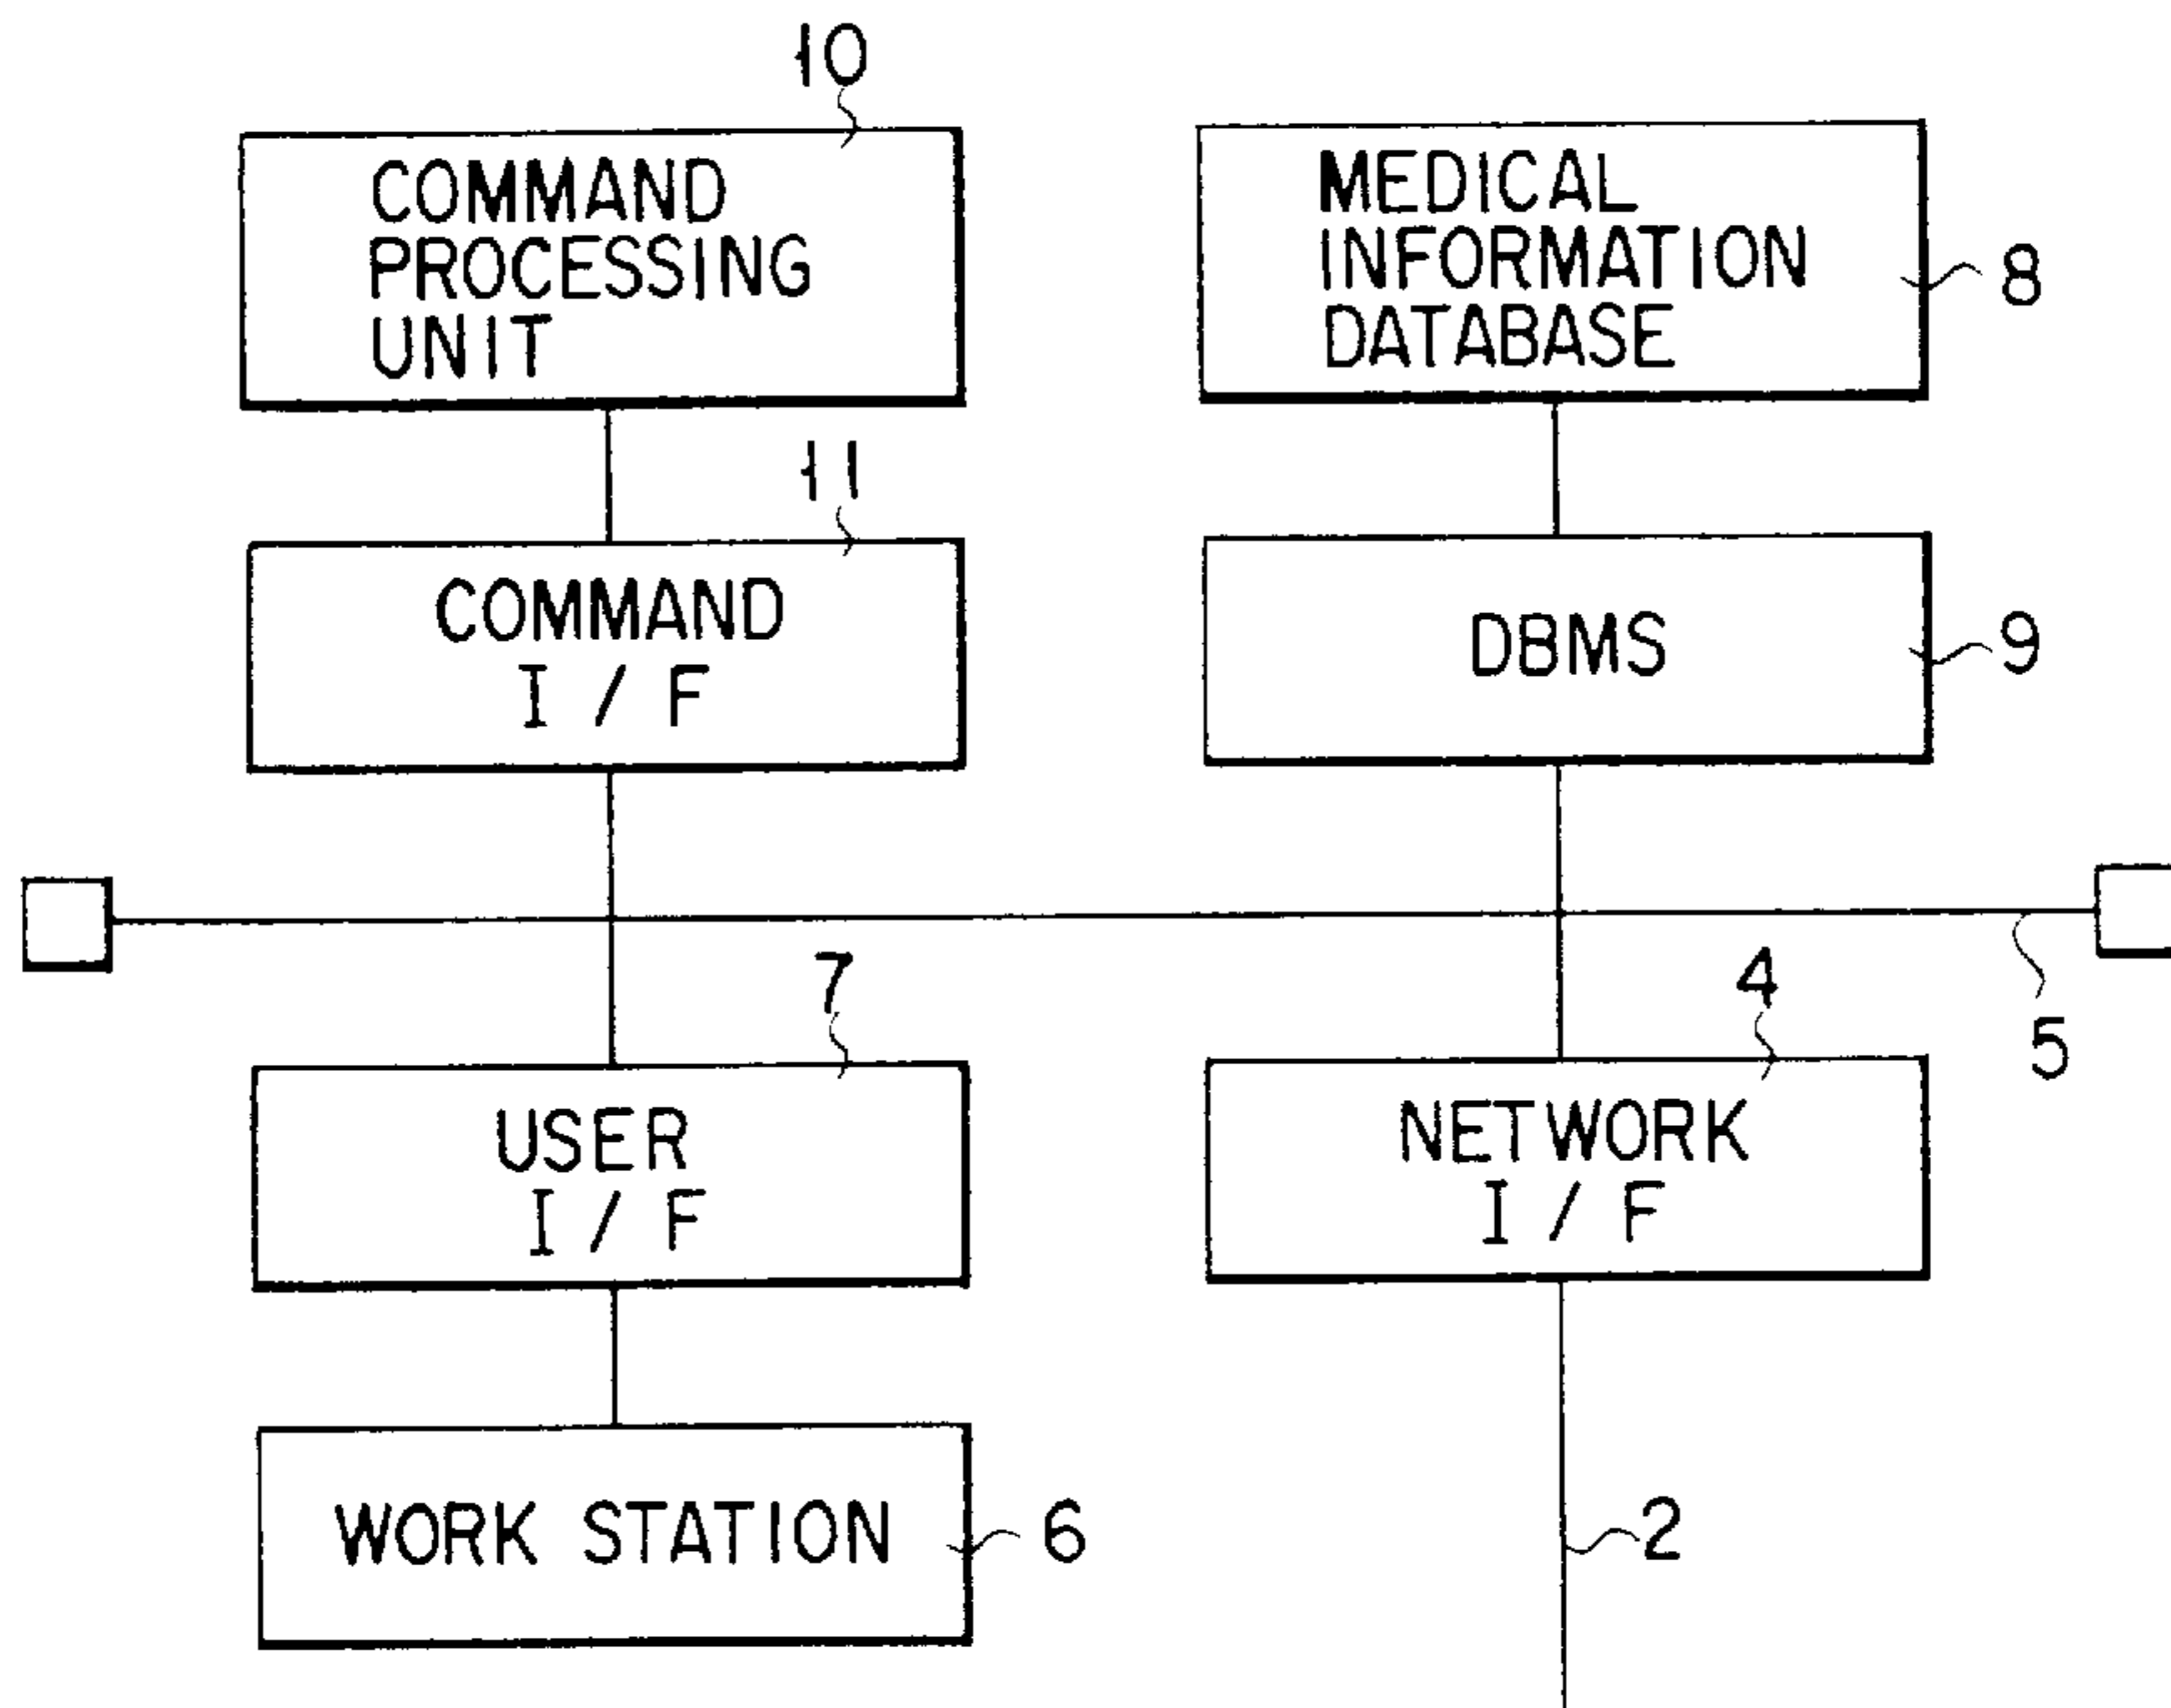 10
COMMAND
PROCESSING
UNIT
MEDICAL
INFORMATION
DATABASE
8
11
COMMAND
I / F
DBMS
9
7
USER
I / F
4
NETWORK
I / F
5
WORK STATION
6
2